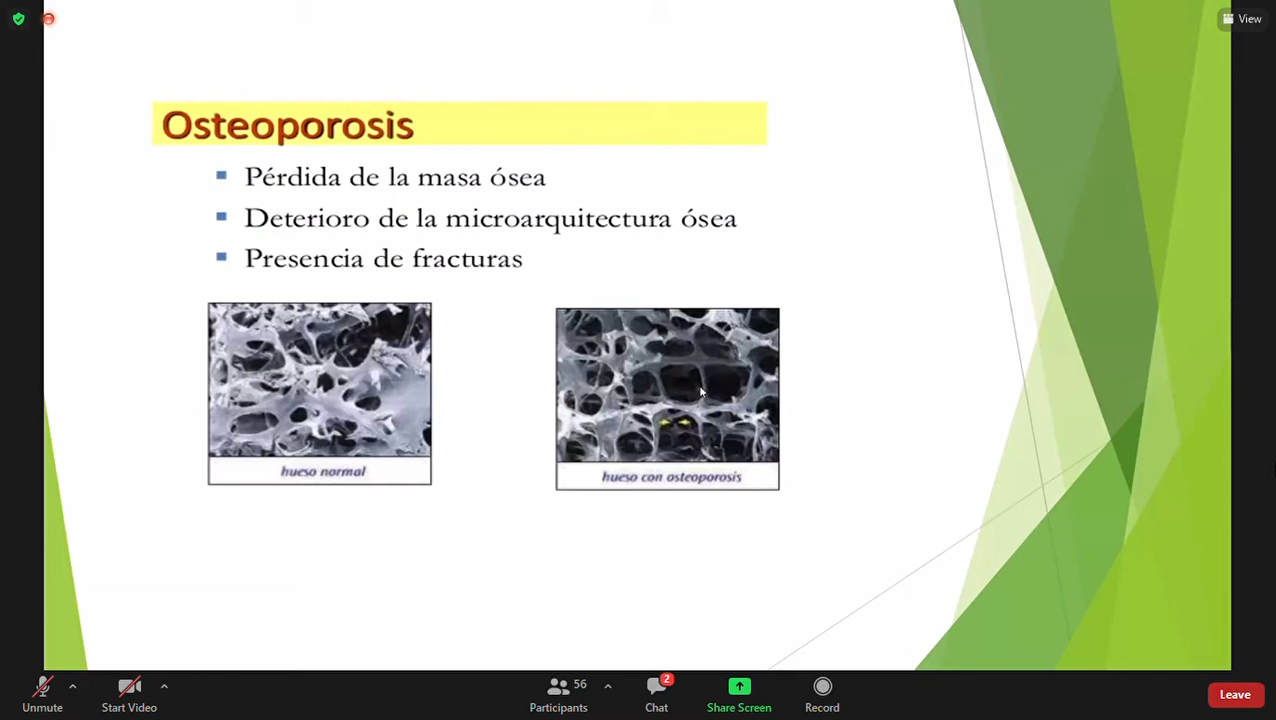 View
Osteoporosis
Pérdida de la masa ósea
Deterioro de la microarquitectura ósea
Presencia de fracturas
hueso normal
hueso con osteoporosis
Unmute
Start Video
56
Participants
2
Chat
Share Screen
Record
Leave